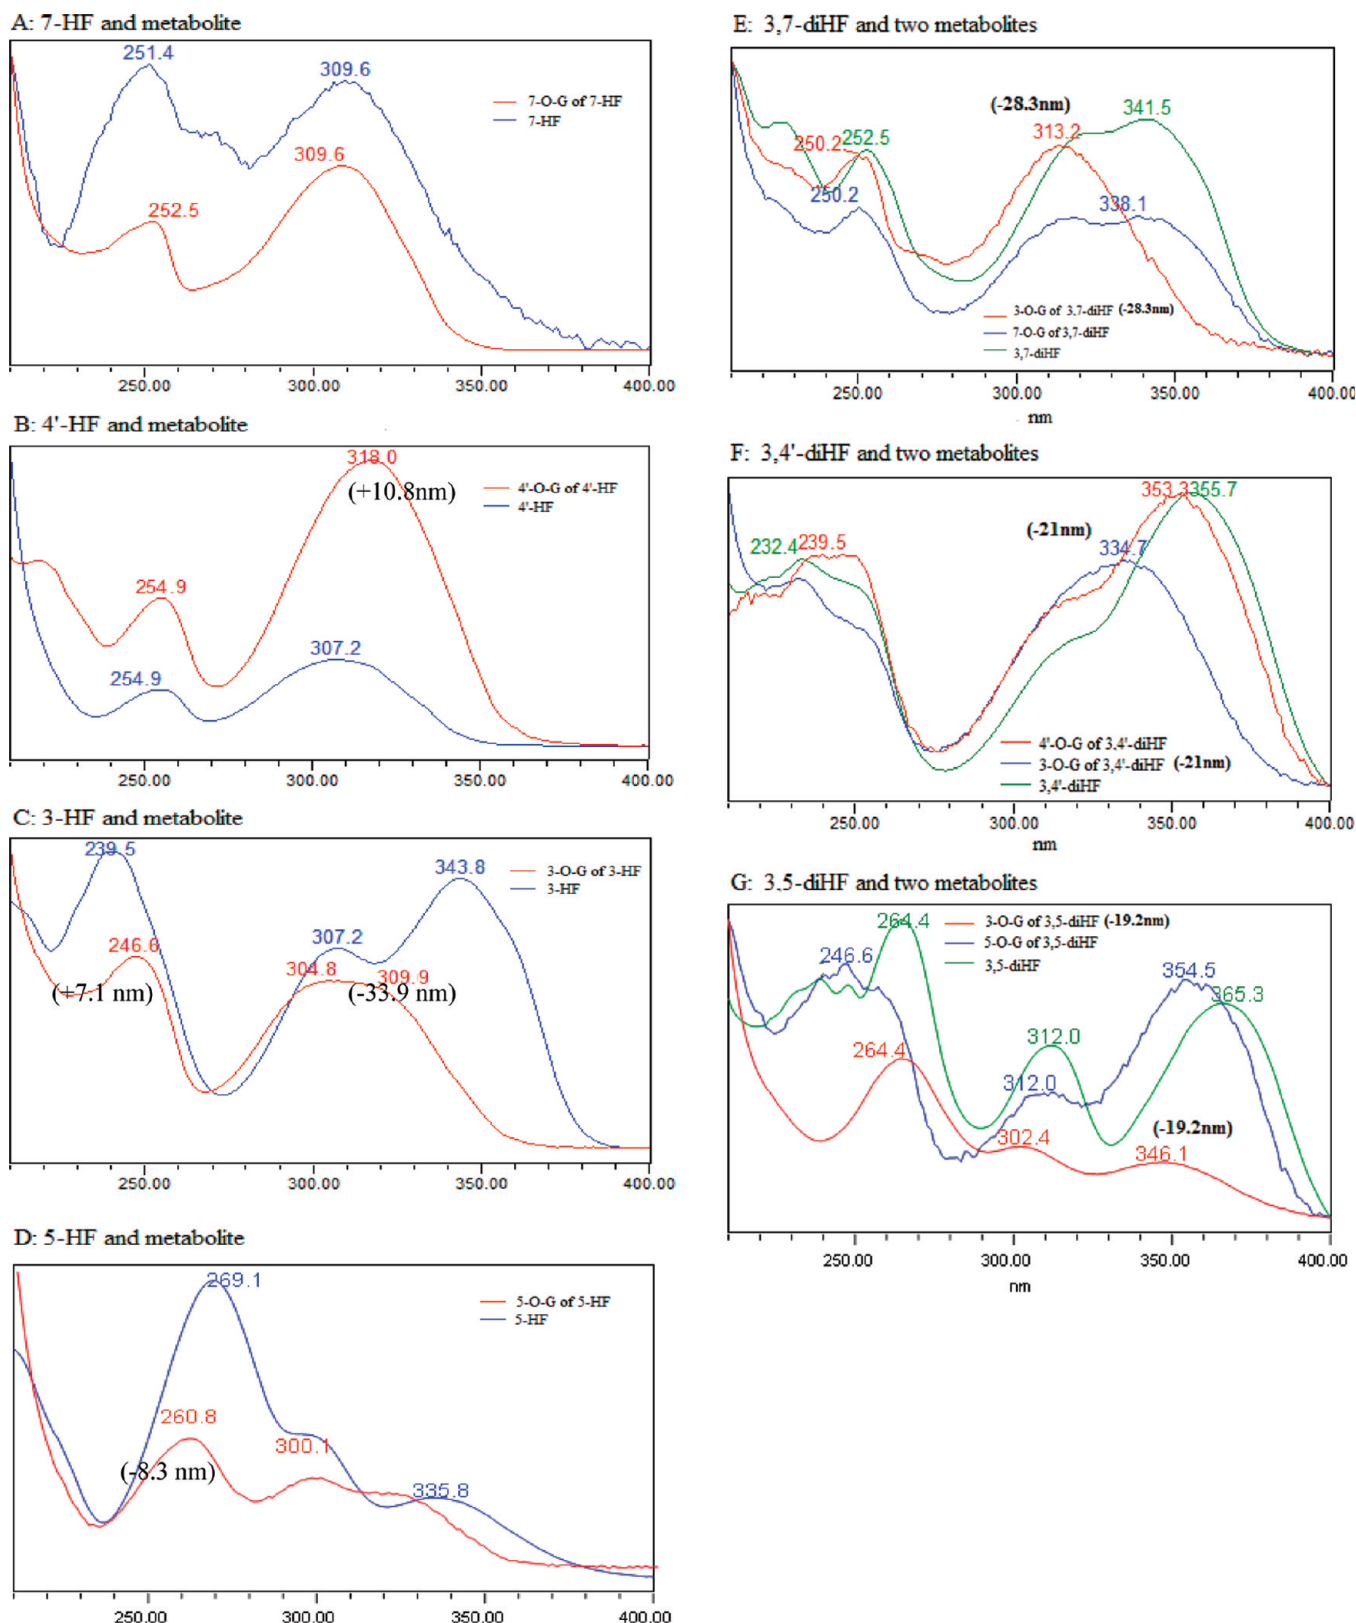 A: 7-HF and metabolite
251.4
309.6
7-O-G of 7-HF
7-HF
309.6
252.5
250.00
300.00
350.00
400.00
B: 4'-HF and metabolite
318.0
(+10.8nm)
4'-O-G of 4'-HF
4'-HF
254.9
307.2
254.9
250.00
300.00
350.00
400.00
C: 3-HF and metabolite
239.5
343.8
3-O-G of 3-HF
3-HF
246.6
307.2
304.8
309.9
(+7.1 nm)
(-33.9 nm)
250.00
300.00
350.00
400.00
D: 5-HF and metabolite
269.1
5-O-G of 5-HF
5-HF
260.8
300.1
(-8.3 nm)
335.8
250.00
300.00
350.00
400.00
E: 3,7-diHF and two metabolites
(-28.3nm)
341.5
313.2
250.2
252.5
250.2
338.1
3-O-G of 3,7-diHF (-28.3nm)
7-O-G of 3,7-diHF
3,7-diHF
250.00
300.00
350.00
400.00
nm
F: 3,4'-diHF and two metabolites
353.3
355.7
(-21nm)
232.4
239.5
334.7
4'-O-G of 3,4'-diHF
3-O-G of 3,4'-diHF (-21nm)
3,4'-diHF
250.00
300.00
350.00
400.00
nm
G: 3,5-diHF and two metabolites
264.4
3-O-G of 3,5-diHF (-19.2nm)
5-O-G of 3,5-diHF
3,5-diHF
246.6
354.5
365.3
312.0
264.4
312.0
(-19.2nm)
302.4
346.1
250.00
300.00
350.00
400.00
nm